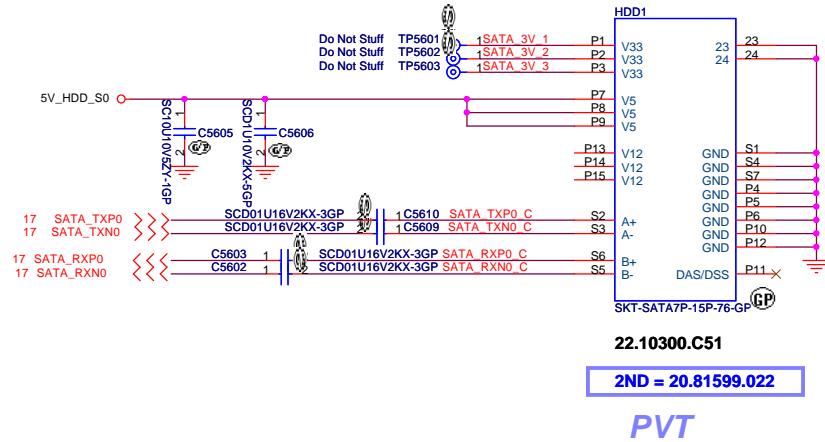 HDD1
Do Not Stuff TP5601 1 SATA_3V_1 P1 V33 23 23
Do Not Stuff TP5602 1 SATA_3V_2 P2 V33 24 24
Do Not Stuff TP5603 1 SATA_3V_3 P3 V33
5V_HDD_S0 P7 V5
P8 V5
P9 V5
SC10U10V5ZY-1GP 1 2 C5605 G/P
SCD1U10V2KX-5GP 1 2 C5606 G/P
P13 V12 GND S1
P14 V12 GND S4
P15 V12 GND S7
GND P4
GND P5
GND P6
GND P10
GND P12
17 SATA_TXP0 SCD01U16V2KX-3GP 1 C5610 SATA_TXP0_C S2 A+
17 SATA_TXN0 SCD01U16V2KX-3GP 1 C5609 SATA_TXN0_C S3 A-
17 SATA_RXP0 C5603 1 SCD01U16V2KX-3GP SATA_RXP0_C S6 B+
17 SATA_RXN0 C5602 1 SCD01U16V2KX-3GP SATA_RXN0_C S5 B-
DAS/DSS P11
SKT-SATA7P-15P-76-GP GP
22.10300.C51
2ND = 20.81599.022
PVT